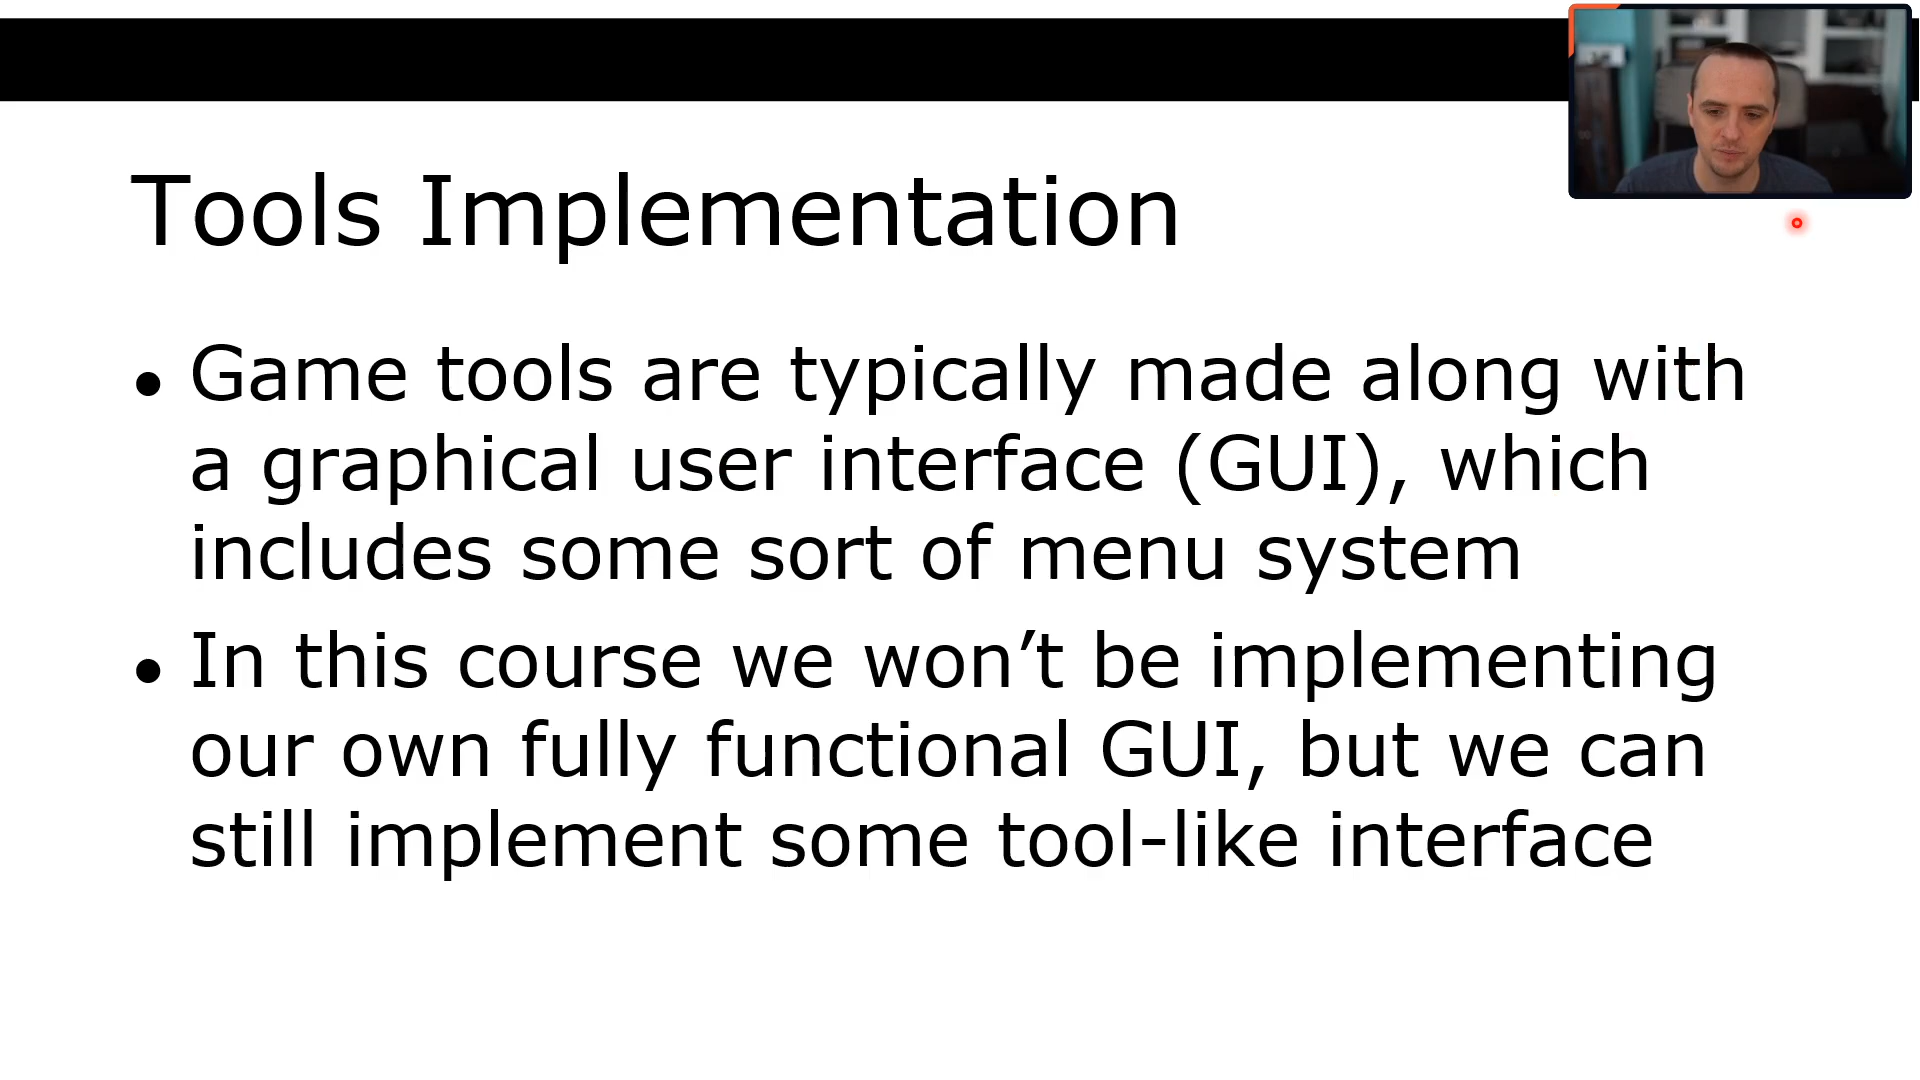 Tools Implementation
• Game tools are typically made along with
a graphical user interface (GUI), which
includes some sort of menu system
• In this course we won’t be implementing
our own fully functional GUI, but we can
still implement some tool-like interface